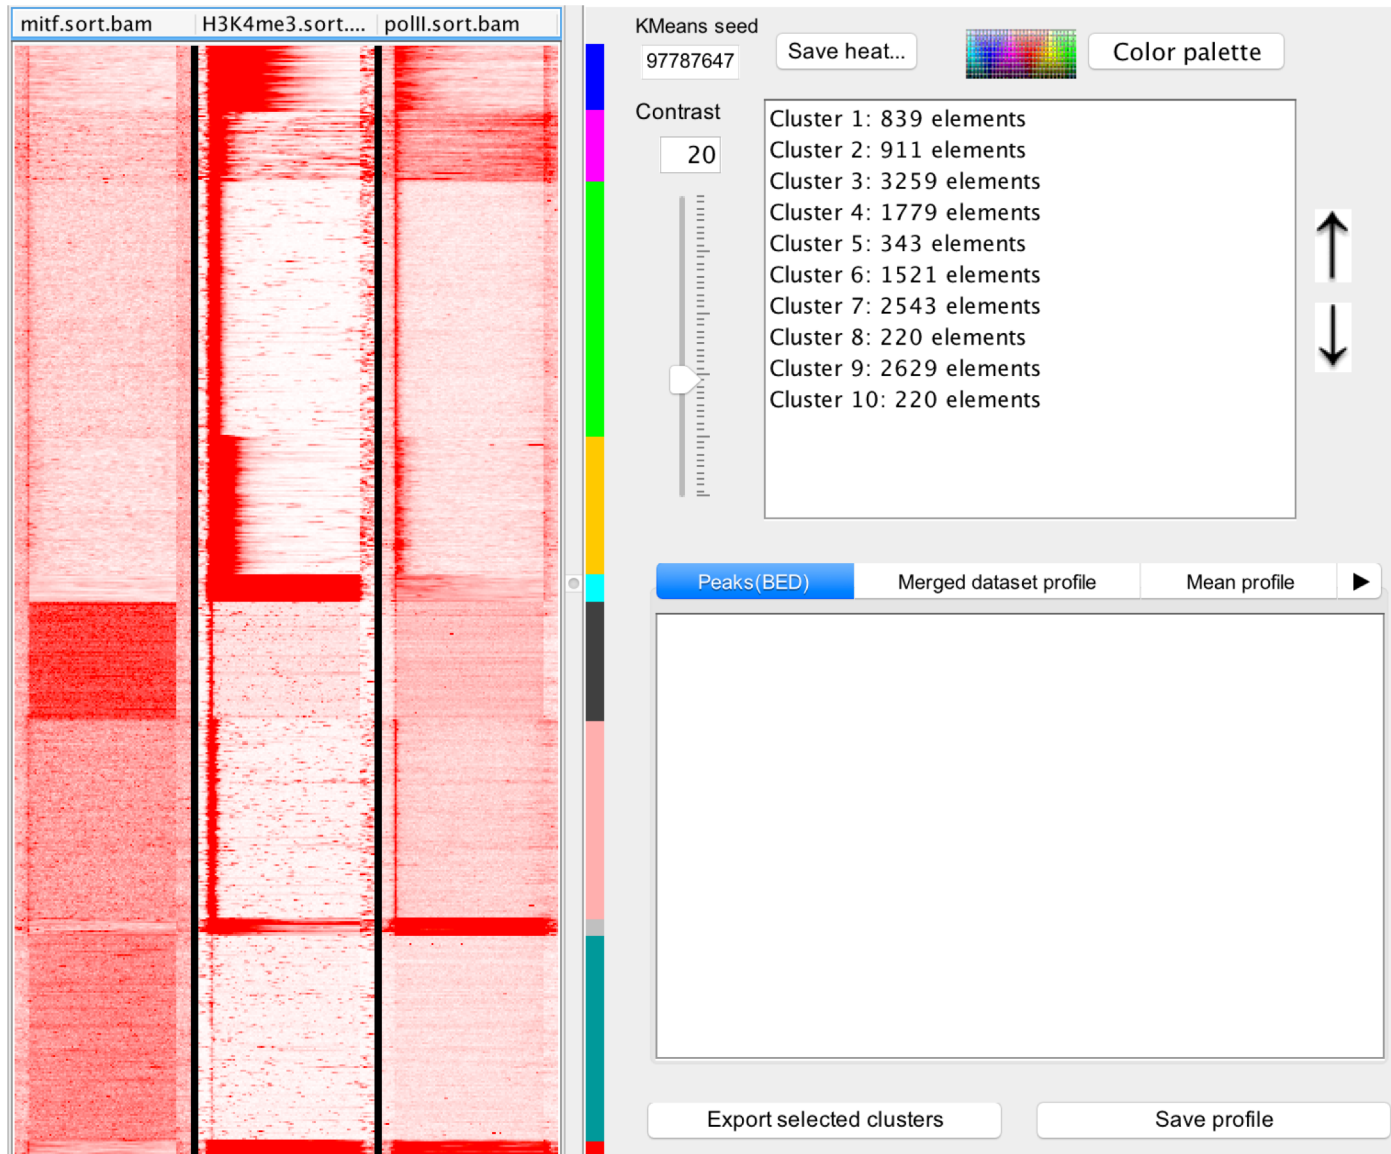 mitf.sort.bam H3K4me3.sort.... polII.sort.bam
KMeans seed
97787647
Save heat...
Color palette
Contrast
20
Cluster 1: 839 elements
Cluster 2: 911 elements
Cluster 3: 3259 elements
Cluster 4: 1779 elements
Cluster 5: 343 elements
Cluster 6: 1521 elements
Cluster 7: 2543 elements
Cluster 8: 220 elements
Cluster 9: 2629 elements
Cluster 10: 220 elements
Peaks(BED) Merged dataset profile Mean profile
Export selected clusters Save profile